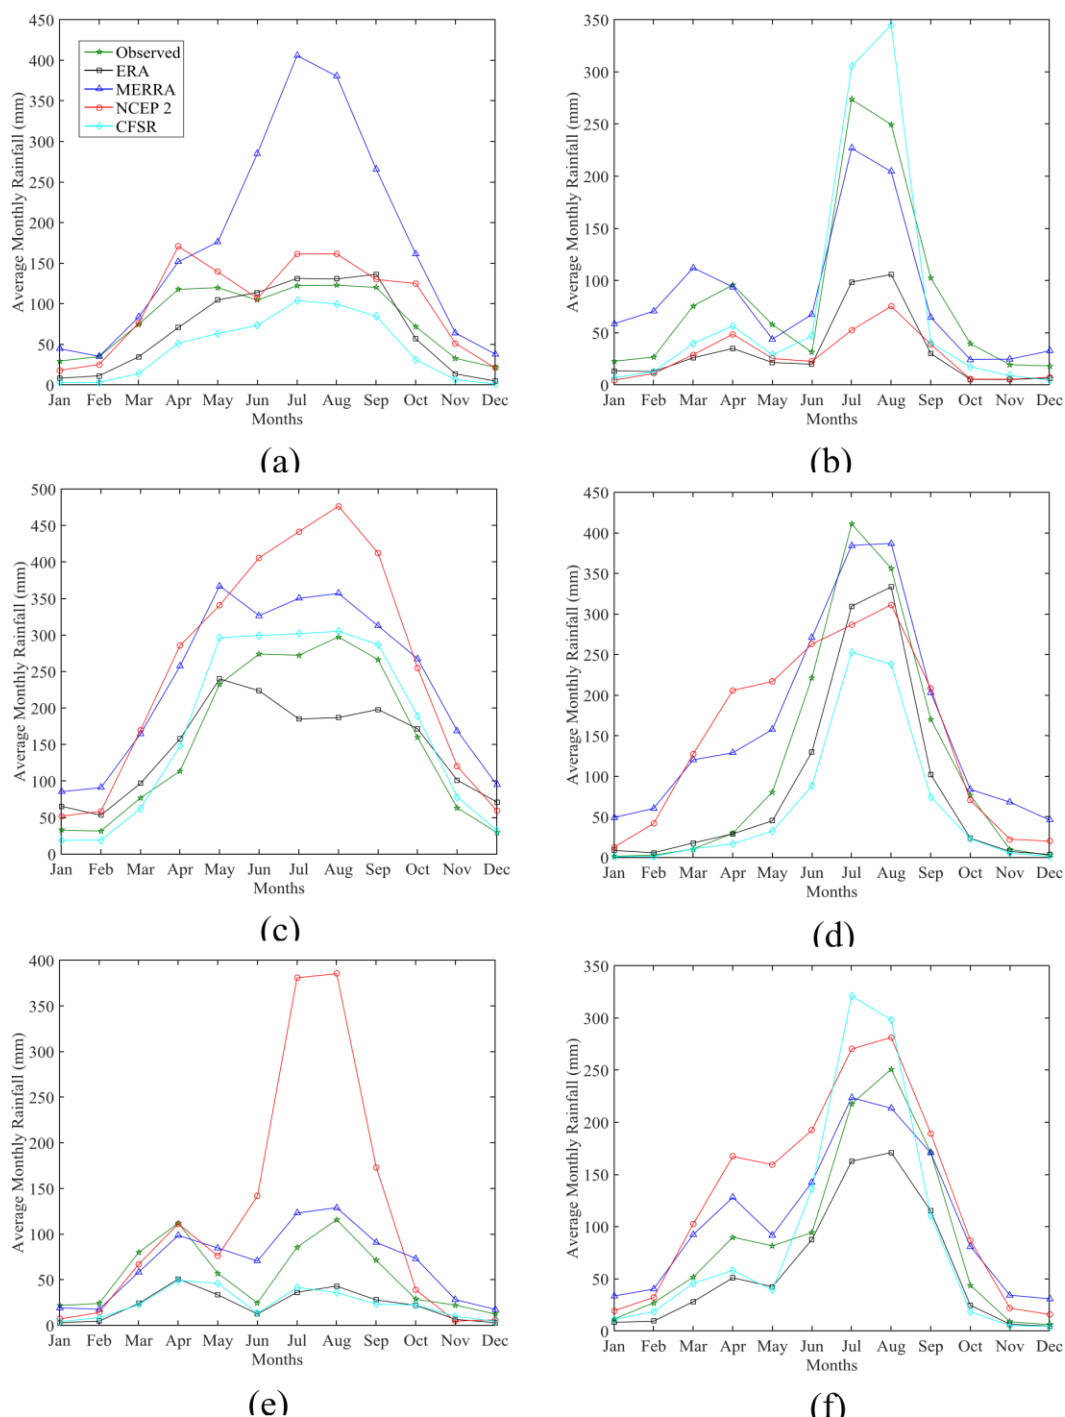 450
400
350
300
250
200
150
100
50
0
Average Monthly Rainfall (mm)
Observed
ERA
MERRA
NCEP 2
CFSR
Jan Feb Mar Apr May Jun Jul Aug Sep Oct Nov Dec
Months
(a)
350
300
250
200
150
100
50
0
Average Monthly Rainfall (mm)
Jan Feb Mar Apr May Jun Jul Aug Sep Oct Nov Dec
Months
(b)
500
450
400
350
300
250
200
150
100
50
0
Average Monthly Rainfall (mm)
Jan Feb Mar Apr May Jun Jul Aug Sep Oct Nov Dec
Months
(c)
450
400
350
300
250
200
150
100
50
0
Average Monthly Rainfall (mm)
Jan Feb Mar Apr May Jun Jul Aug Sep Oct Nov Dec
Months
(d)
400
350
300
250
200
150
100
50
0
Average Monthly Rainfall (mm)
Jan Feb Mar Apr May Jun Jul Aug Sep Oct Nov Dec
Months
(e)
350
300
250
200
150
100
50
0
Average Monthly Rainfall (mm)
Jan Feb Mar Apr May Jun Jul Aug Sep Oct Nov Dec
Months
(f)